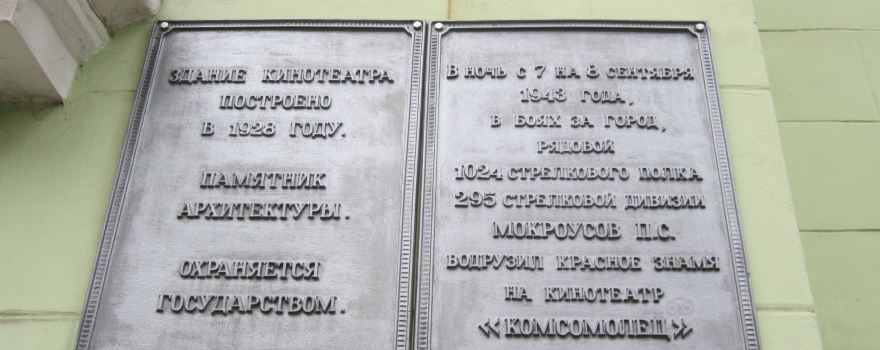 ЗДАНИЕ КИНОТЕАТРА
ПОСТРОЕНО
В 1928 ГОДУ.
ПАМЯТНИК
АРХИТЕКТУРЫ.
ОХРАНЯЕТСЯ
ГОСУДАРСТВОМ.
В НОЧЬ С 7 НА 8 СЕНТЯБРЯ
1943 ГОДА,
В БОЯХ ЗА ГОРОД,
РЯДОВОЙ
1024 СТРЕЛКОВОГО ПОЛКА
295 СТРЕЛКОВОЙ ДИВИЗИИ
МОКРОУСОВ П.С.
ВОДРУЗИЛ КРАСНОЕ ЗНАМЯ
НА КИНОТЕАТР
«КОМСОМОЛЕЦ»